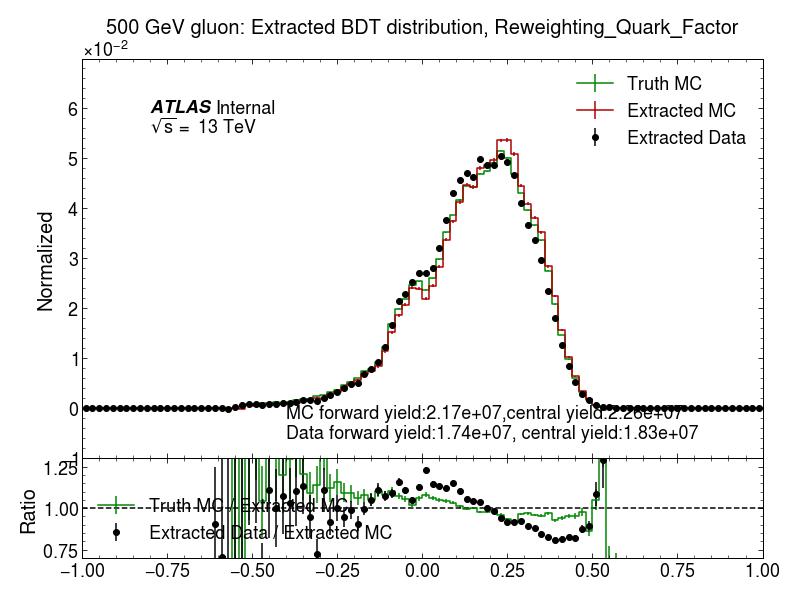 500 GeV gluon: Extracted BDT distribution, Reweighting_Quark_Factor
×10⁻²
ATLAS Internal
√s = 13 TeV
Truth MC
Extracted MC
Extracted Data
Normalized
6
5
4
3
2
1
0
MC forward yield:2.17e+07,central yield:2.26e+07
Data forward yield:1.74e+07, central yield:1.83e+07
1
Ratio
1.25
1.00
0.75
Truth MC / Extracted MC
Extracted Data / Extracted MC
−1.00 −0.75 −0.50 −0.25 0.00 0.25 0.50 0.75 1.00